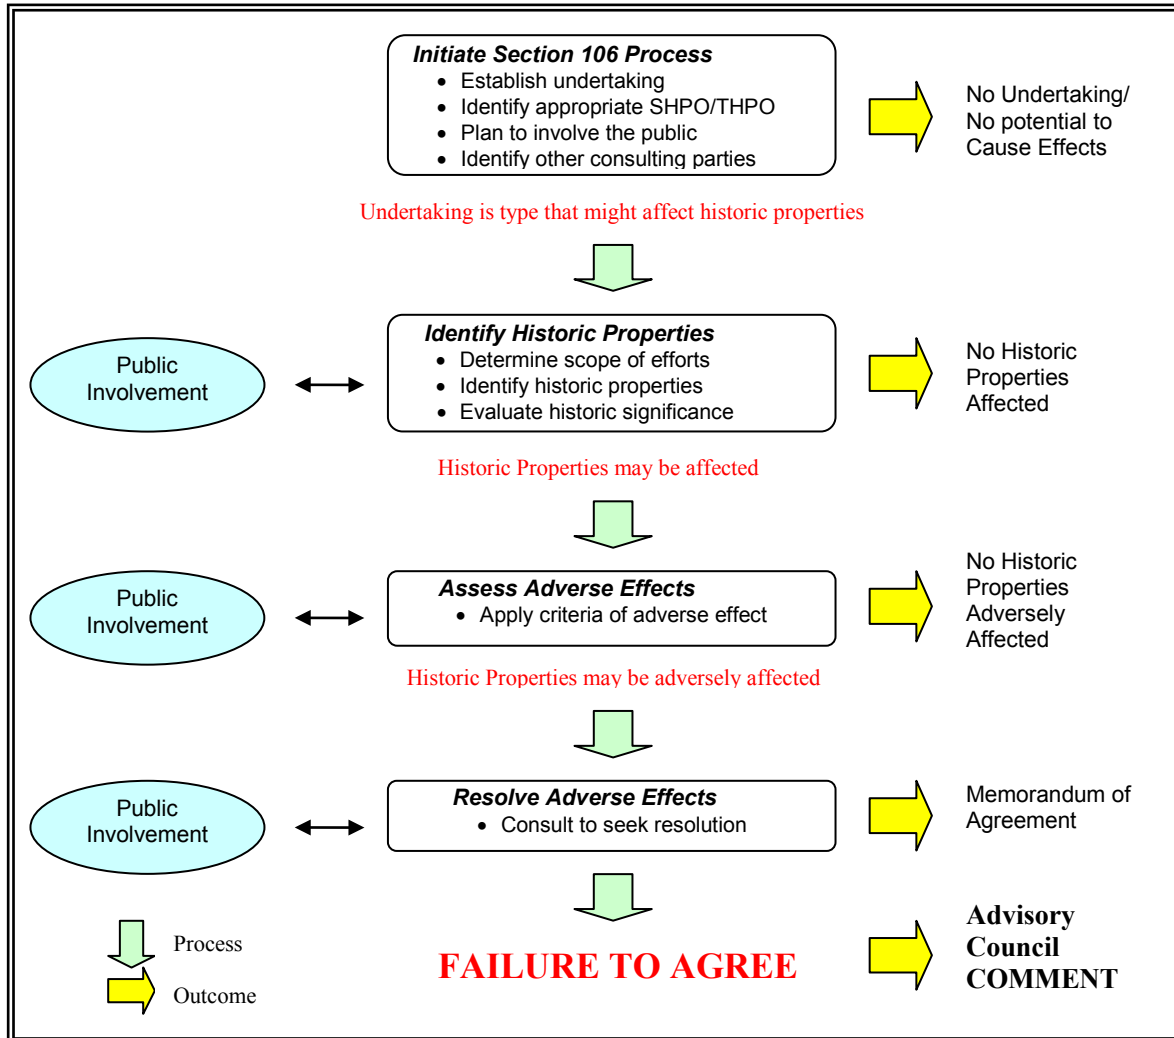 Initiate Section 106 Process
• Establish undertaking
• Identify appropriate SHPO/THPO
• Plan to involve the public
• Identify other consulting parties
No Undertaking/
No potential to
Cause Effects
Undertaking is type that might affect historic properties
Public
Involvement
Identify Historic Properties
• Determine scope of efforts
• Identify historic properties
• Evaluate historic significance
No Historic
Properties
Affected
Historic Properties may be affected
Public
Involvement
Assess Adverse Effects
• Apply criteria of adverse effect
No Historic
Properties
Adversely
Affected
Historic Properties may be adversely affected
Public
Involvement
Resolve Adverse Effects
• Consult to seek resolution
Memorandum of
Agreement
Process
Outcome
FAILURE TO AGREE
Advisory
Council
COMMENT